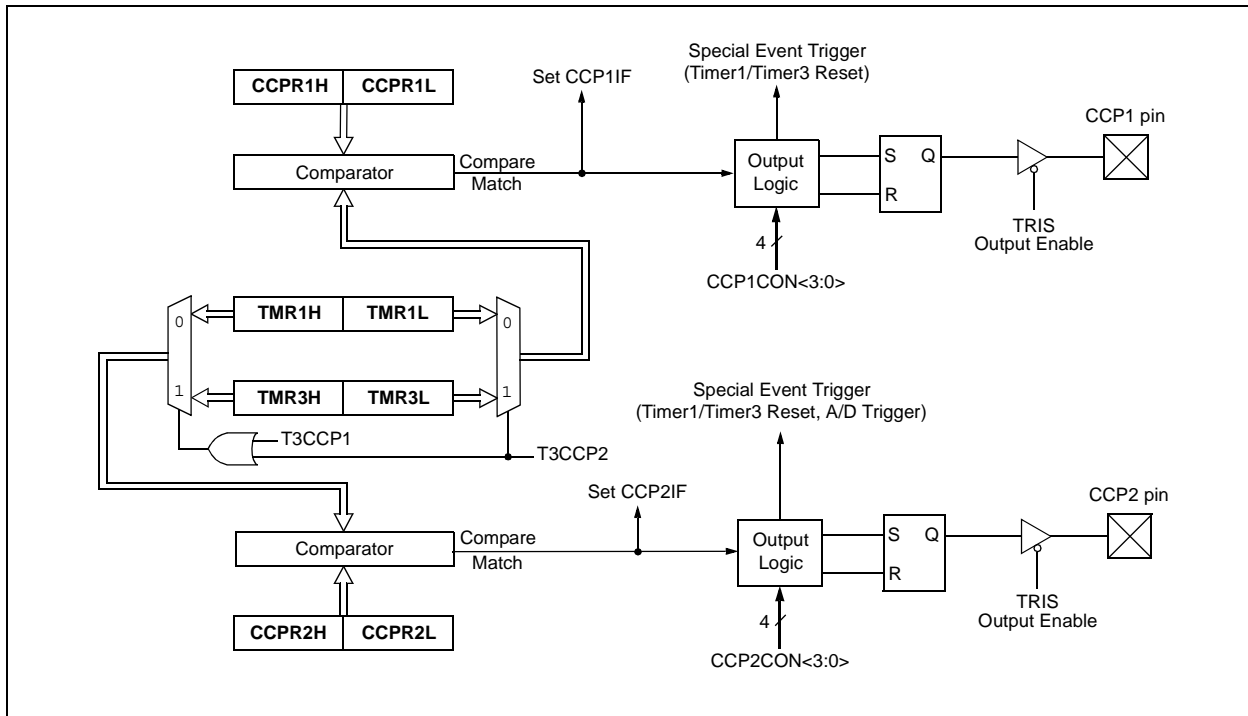 Special Event Trigger
(Timer1/Timer3 Reset)
Set CCP1IF
CCPR1H CCPR1L
CCP1 pin
Comparator
Compare
Match
Output
Logic
S Q
R
TRIS
Output Enable
4
CCP1CON<3:0>
0
TMR1H TMR1L
0
1
TMR3H TMR3L
1
T3CCP1
T3CCP2
Special Event Trigger
(Timer1/Timer3 Reset, A/D Trigger)
Set CCP2IF
CCP2 pin
Comparator
Compare
Match
Output
Logic
S Q
R
TRIS
Output Enable
4
CCPR2H CCPR2L
CCP2CON<3:0>